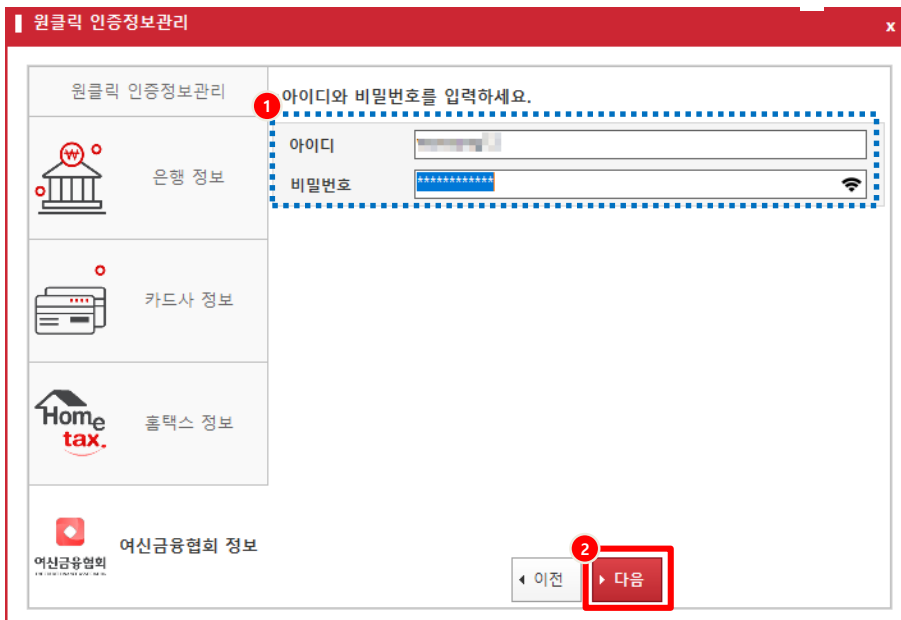 원클릭 인증정보관리
x
원클릭 인증정보관리
은행 정보
카드사 정보
Home
tax.
홈택스 정보
여신금융협회
여신금융협회 정보
1
아이디와 비밀번호를 입력하세요.
아이디
비밀번호
************
2
이전
다음